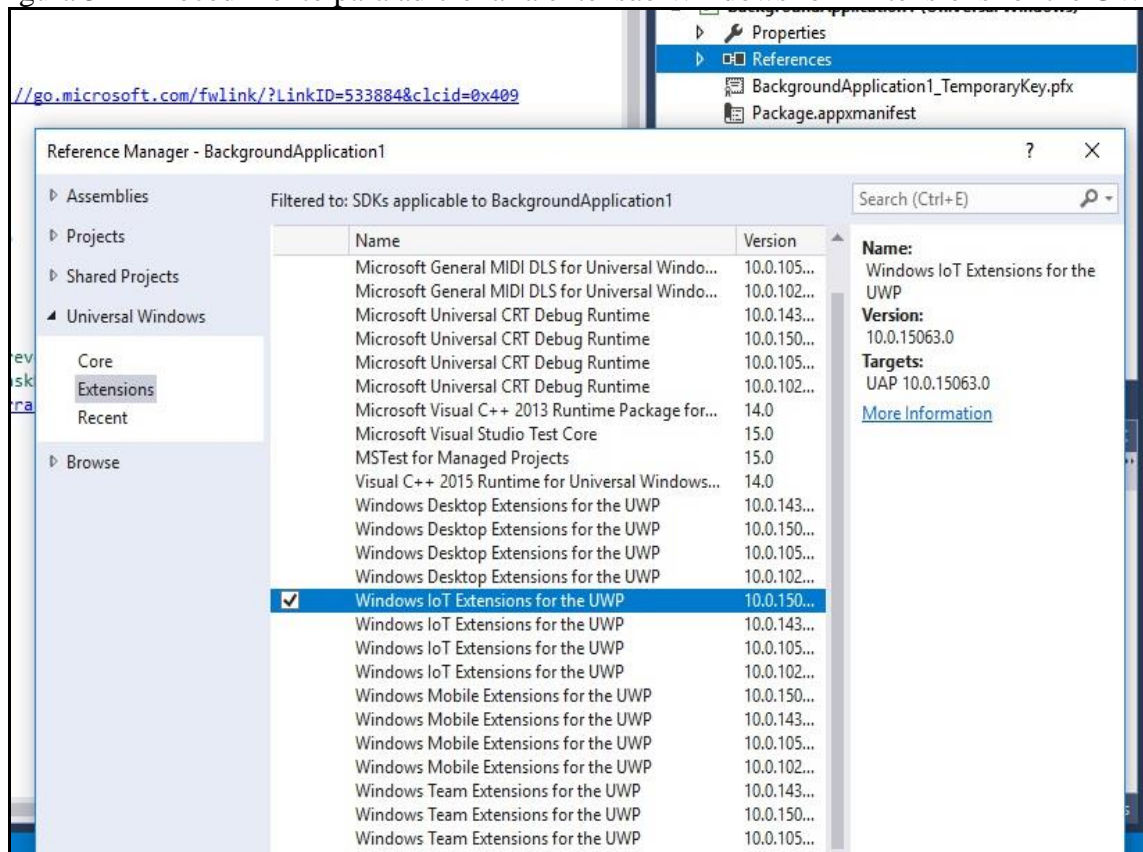 Properties
References
//go.microsoft.com/fwlink/?LinkID=533884&clcid=0x409
BackgroundApplication1_TemporaryKey.pfx
Package.appxmanifest
Reference Manager - BackgroundApplication1
?
Assemblies
Projects
Shared Projects
Universal Windows
Core
Extensions
Recent
Browse
Filtered to: SDKs applicable to BackgroundApplication1
Search (Ctrl+E)
Name Version
Microsoft General MIDI DLS for Universal Windo... 10.0.105...
Microsoft General MIDI DLS for Universal Windo... 10.0.102...
Microsoft Universal CRT Debug Runtime 10.0.143...
Microsoft Universal CRT Debug Runtime 10.0.150...
Microsoft Universal CRT Debug Runtime 10.0.105...
Microsoft Universal CRT Debug Runtime 10.0.102...
Microsoft Visual C++ 2013 Runtime Package for... 14.0
Microsoft Visual Studio Test Core 15.0
MSTest for Managed Projects 15.0
Visual C++ 2015 Runtime for Universal Windows... 14.0
Windows Desktop Extensions for the UWP 10.0.143...
Windows Desktop Extensions for the UWP 10.0.150...
Windows Desktop Extensions for the UWP 10.0.105...
Windows Desktop Extensions for the UWP 10.0.102...
Windows IoT Extensions for the UWP 10.0.150...
Windows IoT Extensions for the UWP 10.0.143...
Windows IoT Extensions for the UWP 10.0.105...
Windows IoT Extensions for the UWP 10.0.102...
Windows Mobile Extensions for the UWP 10.0.150...
Windows Mobile Extensions for the UWP 10.0.143...
Windows Mobile Extensions for the UWP 10.0.105...
Windows Mobile Extensions for the UWP 10.0.102...
Windows Team Extensions for the UWP 10.0.143...
Windows Team Extensions for the UWP 10.0.150...
Windows Team Extensions for the UWP 10.0.105...
Name:
Windows IoT Extensions for the
UWP
Version:
10.0.15063.0
Targets:
UAP 10.0.15063.0
More Information